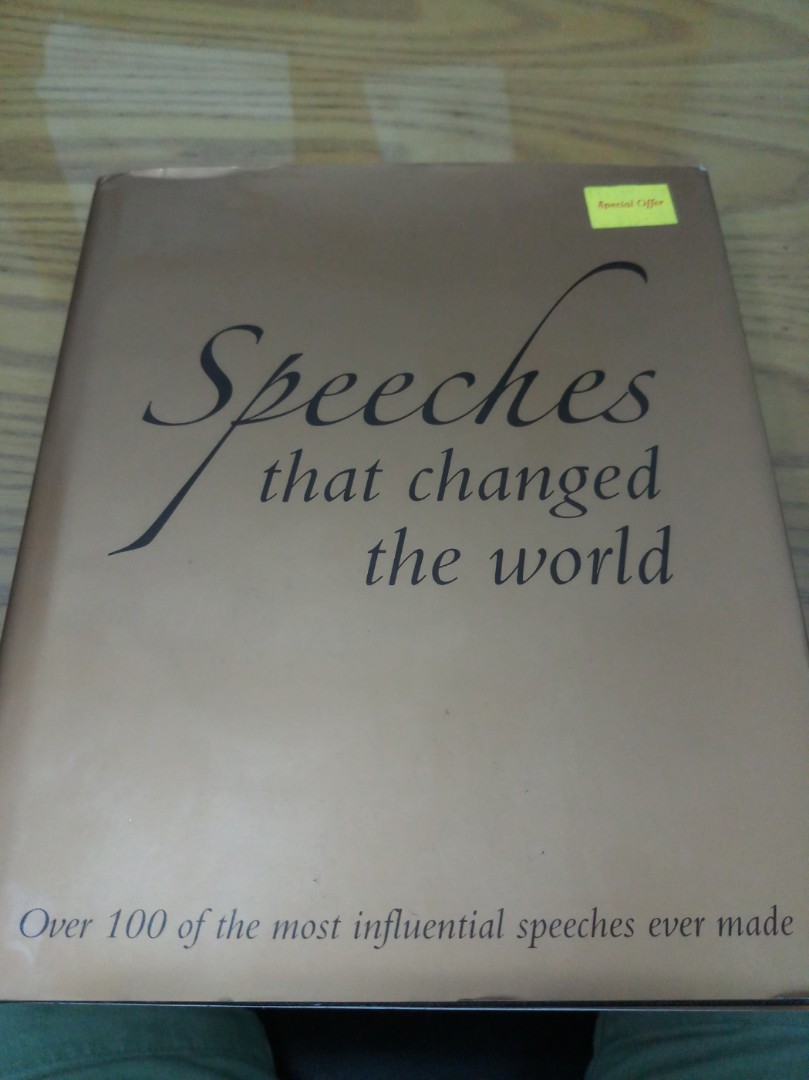 Special Offer
Speeches
that changed
the world
Over 100 of the most influential speeches ever made